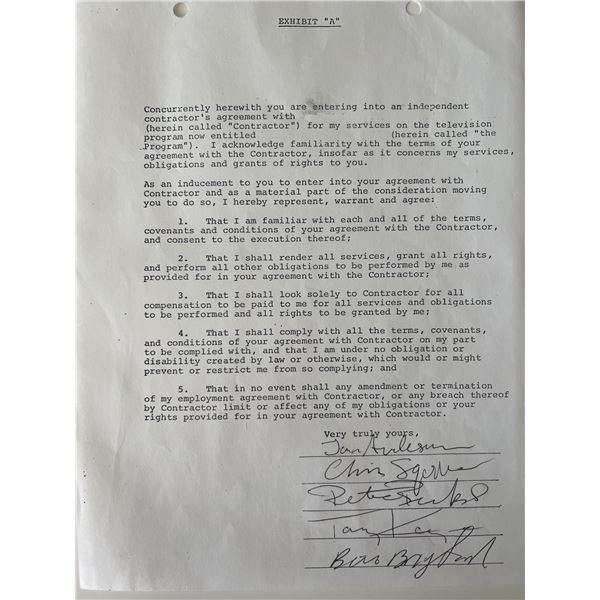 EXHIBIT "A"
Concurrently herewith you are entering into an independent
contractor's agreement with
(herein called "Contractor") for my services on the television
program now entitled (herein called "the
Program"). I acknowledge familiarity with the terms of your
agreement with the Contractor, insofar as it concerns my services,
obligations and grants of rights to you.
As an inducement to you to enter into your agreement with
Contractor and as a material part of the consideration moving
you to do so, I hereby represent, warrant and agree:
1. That I am familiar with each and all of the terms,
covenants and conditions of your agreement with the Contractor,
and consent to the execution thereof;
2. That I shall render all services, grant all rights,
and perform all other obligations to be performed by me as
provided for in your agreement with the Contractor;
3. That I shall look solely to Contractor for all
compensation to be paid to me for all services and obligations
to be performed and all rights to be granted by me;
4. That I shall comply with all the terms, covenants,
and conditions of your agreement with Contractor on my part
to be complied with, and that I am under no obligation or
disability created by law or otherwise, which would or might
prevent or restrict me from so complying; and
5. That in no event shall any amendment or termination
of my employment agreement with Contractor, or any breach thereof
by Contractor limit or affect any of my obligations or your
rights provided for in your agreement with Contractor.
Very truly yours,
Chris